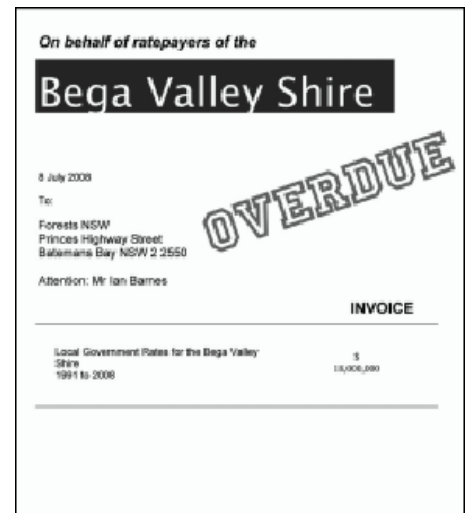 On behalf of ratepayers of the
Bega Valley Shire
OVERDUE
8 July 2008
To:
Forests NSW
Princes Highway Street
Batemans Bay NSW 2 2550
Attention: Mr Ian Barnes
INVOICE
Local Government Rates for the Bega Valley
Shire
1991 to 2008
$